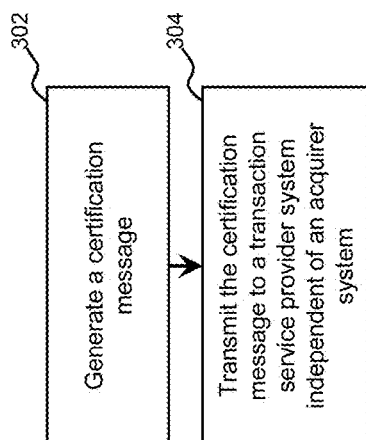 302
Generate a certification
message
304
Transmit the certification
message to a transaction
service provider system
independent of an acquirer
system